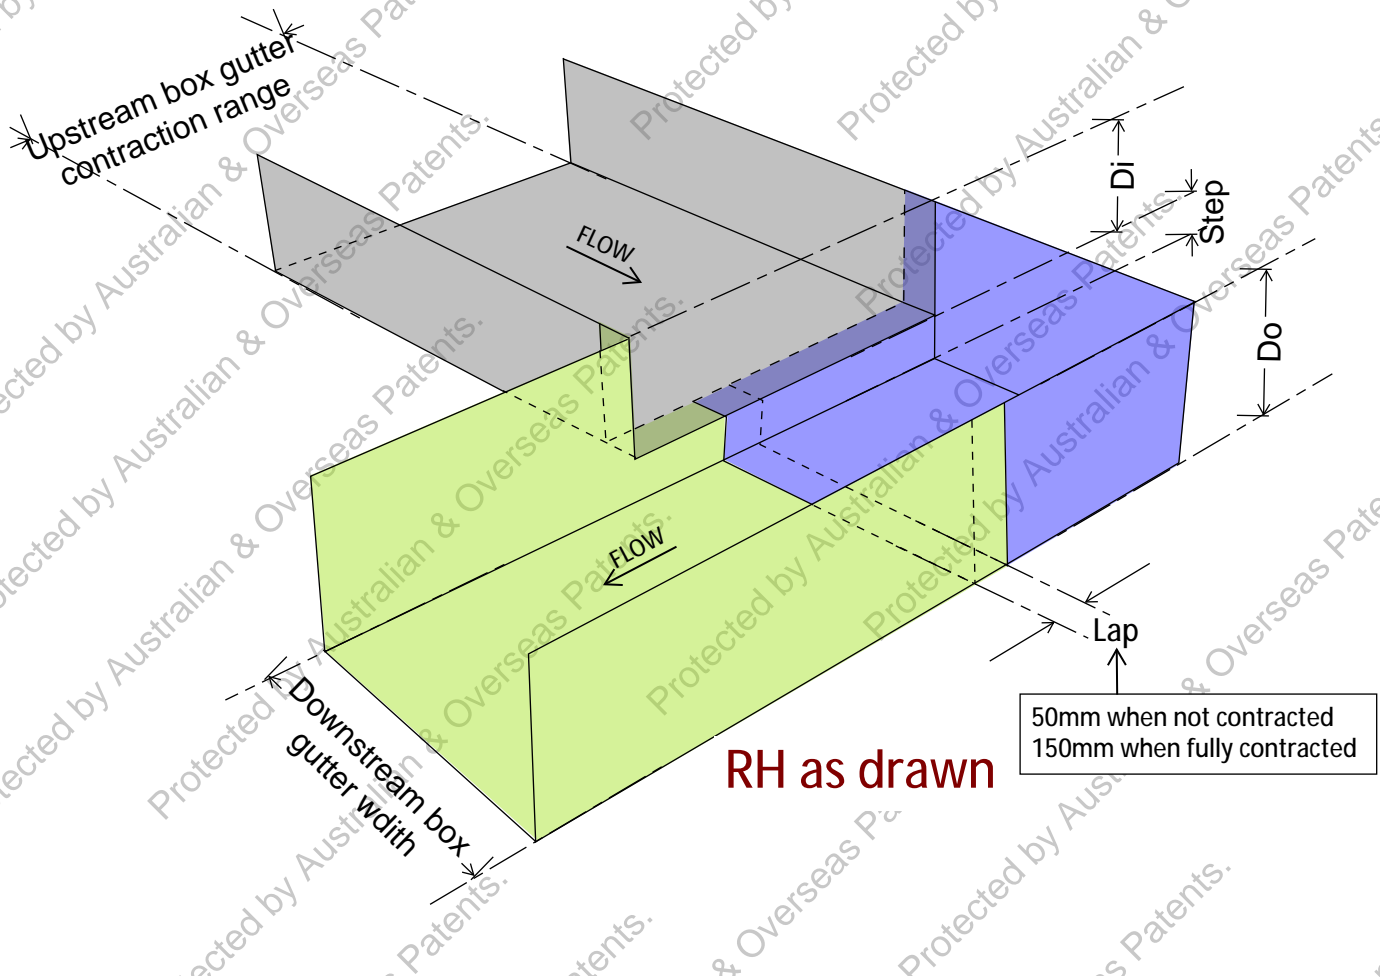 Upstream box gutter
contraction range
FLOW
Di
Step
Do
FLOW
Lap
50mm when not contracted
150mm when fully contracted
RH as drawn
Downstream box
gutter wdith
Protected by Australian & Overseas Patents.